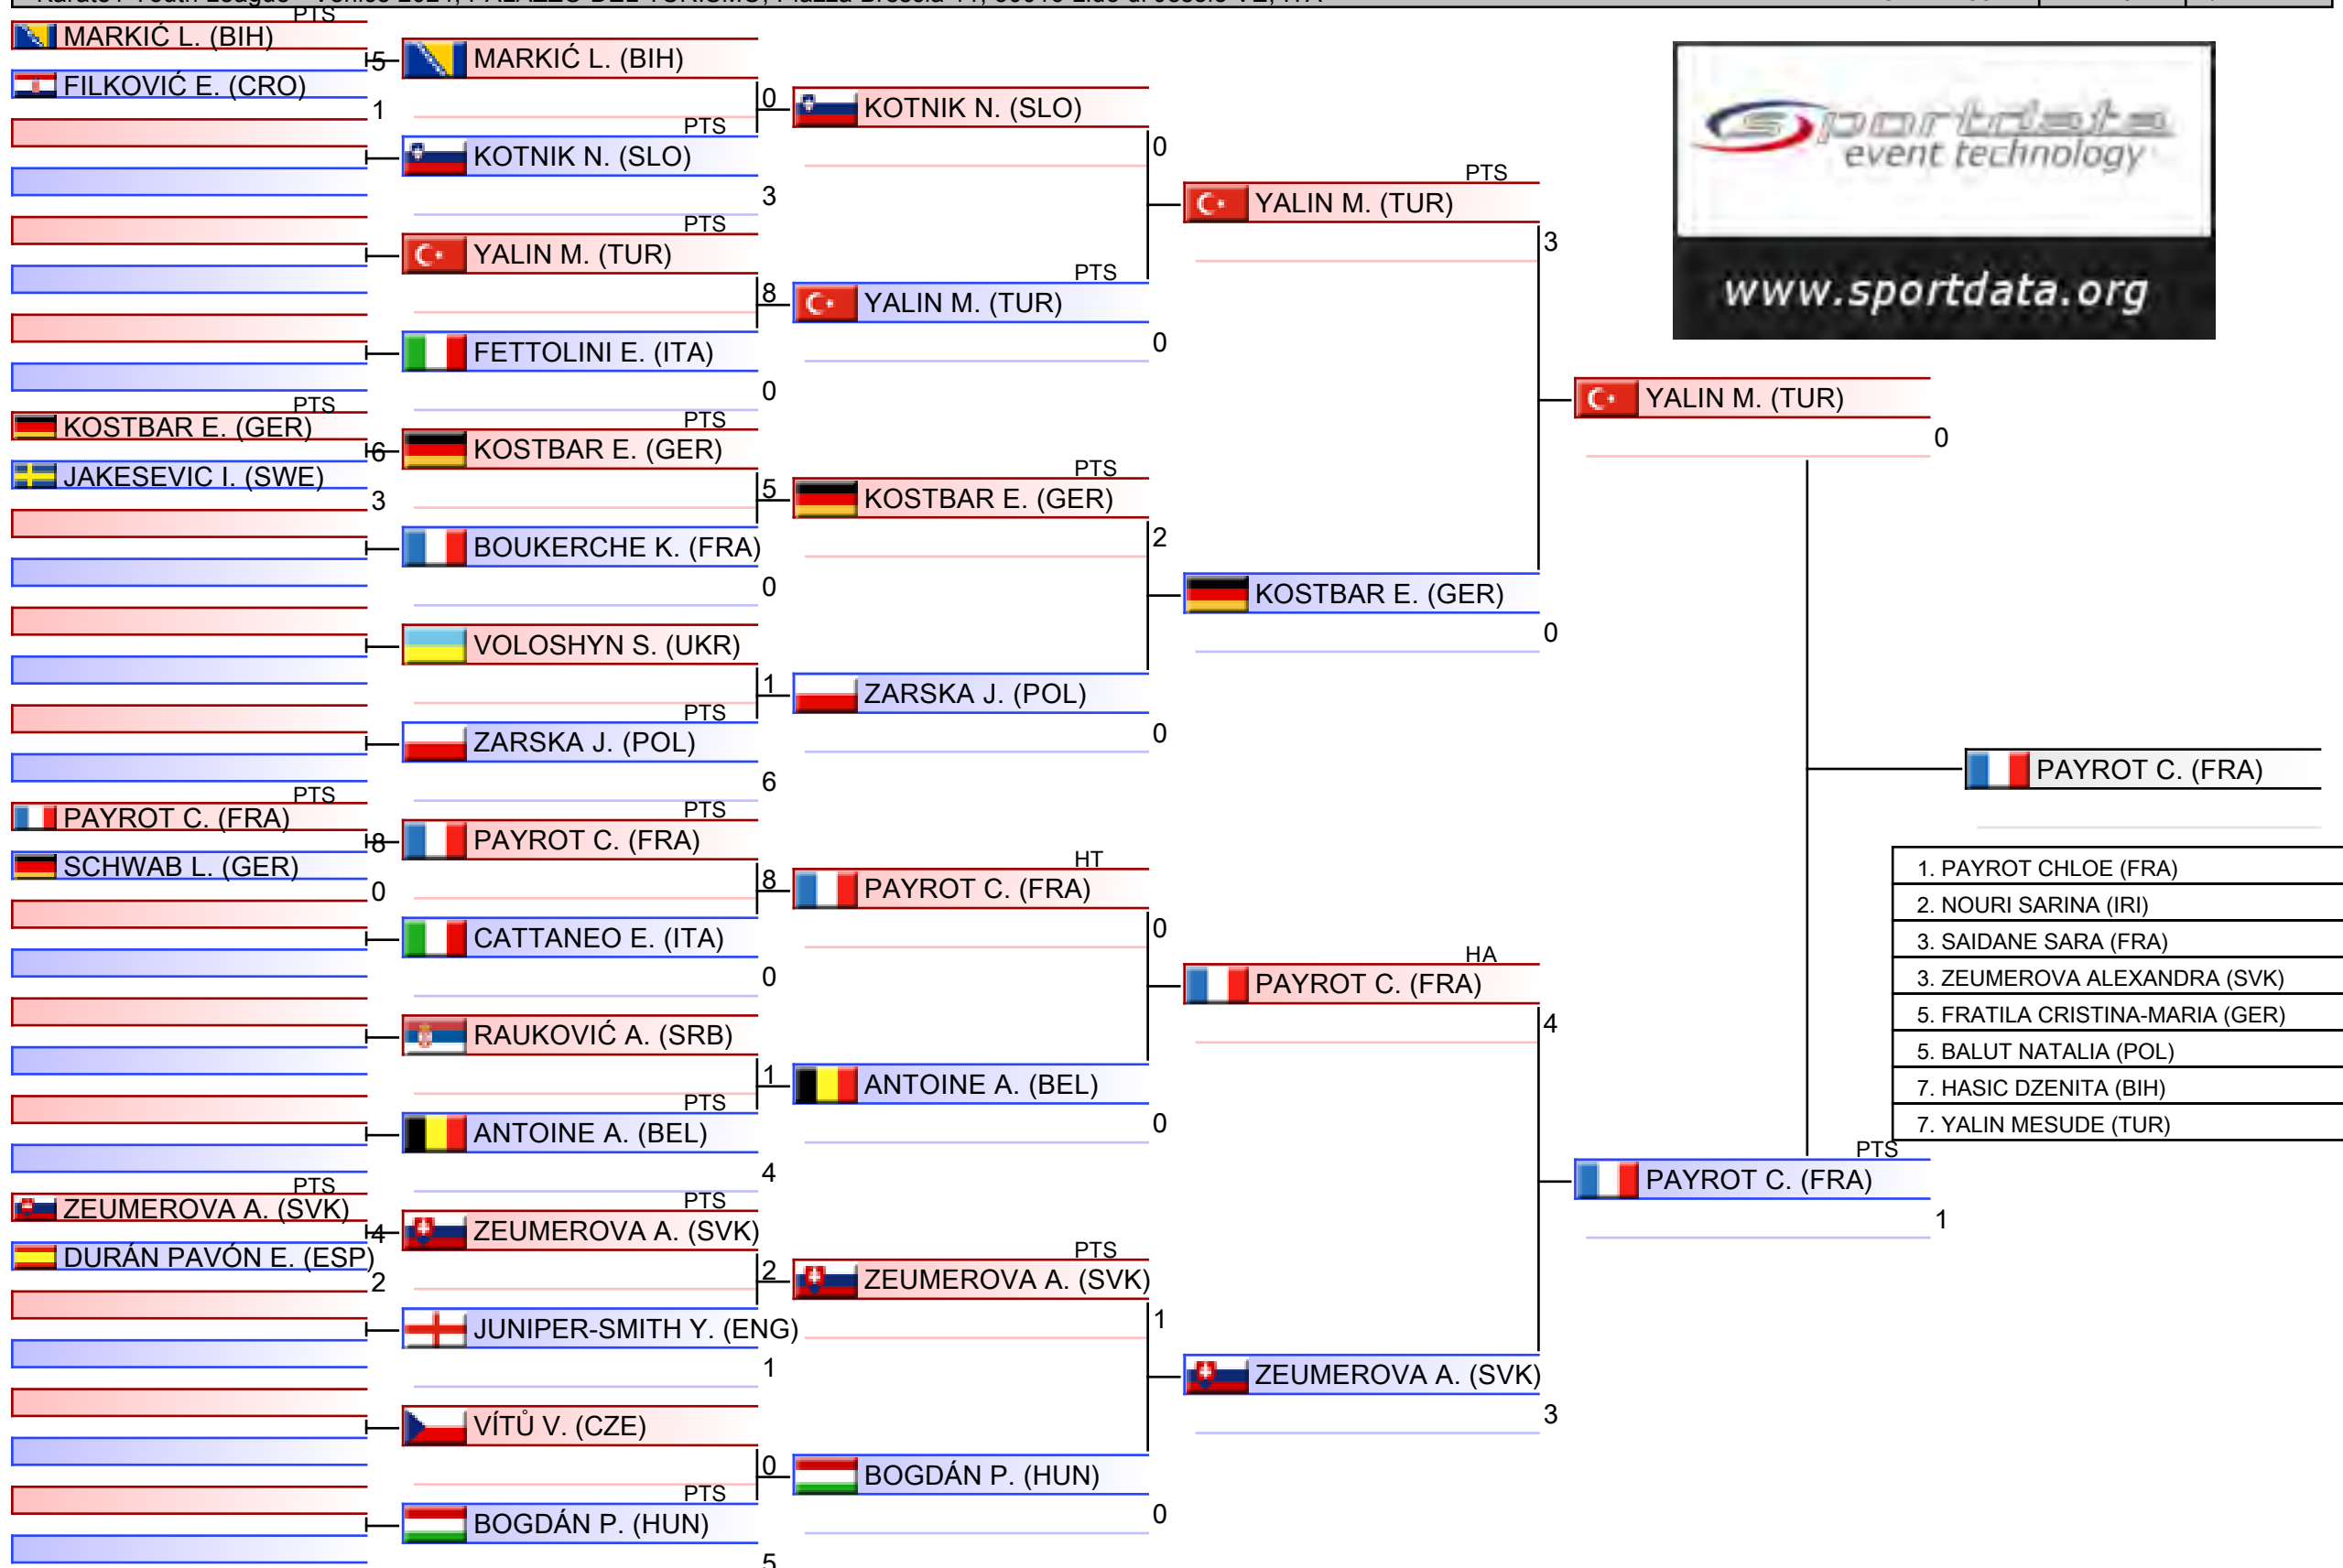 PTS
MARKIĆ L. (BIH)
5
FILKOVIĆ E. (CRO)
1
PTS
KOSTBAR E. (GER)
6
JAKESEVIC I. (SWE)
3
PTS
PAYROT C. (FRA)
8
SCHWAB L. (GER)
0
PTS
ZEUMEROVA A. (SVK)
4
DURÁN PAVÓN E. (ESP)
2
MARKIĆ L. (BIH)
0
PTS
KOTNIK N. (SLO)
3
PTS
YALIN M. (TUR)
8
FETTOLINI E. (ITA)
0
PTS
KOSTBAR E. (GER)
5
BOUKERCHE K. (FRA)
0
VOLOSHYN S. (UKR)
1
PTS
ZARSKA J. (POL)
6
PTS
PAYROT C. (FRA)
8
CATTANEO E. (ITA)
0
RAUKOVIĆ A. (SRB)
1
PTS
ANTOINE A. (BEL)
4
PTS
ZEUMEROVA A. (SVK)
2
JUNIPER-SMITH Y. (ENG)
1
VÍTŮ V. (CZE)
0
PTS
BOGDÁN P. (HUN)
5
KOTNIK N. (SLO)
0
PTS
YALIN M. (TUR)
0
PTS
KOSTBAR E. (GER)
2
ZARSKA J. (POL)
0
HT
PAYROT C. (FRA)
0
ANTOINE A. (BEL)
0
PTS
ZEUMEROVA A. (SVK)
1
BOGDÁN P. (HUN)
0
PTS
YALIN M. (TUR)
3
KOSTBAR E. (GER)
0
HA
PAYROT C. (FRA)
4
ZEUMEROVA A. (SVK)
3
YALIN M. (TUR)
0
PTS
PAYROT C. (FRA)
1
PAYROT C. (FRA)
sportdata
event technology
www.sportdata.org
1. PAYROT CHLOE (FRA)
2. NOURI SARINA (IRI)
3. SAIDANE SARA (FRA)
3. ZEUMEROVA ALEXANDRA (SVK)
5. FRATILA CRISTINA-MARIA (GER)
5. BALUT NATALIA (POL)
7. HASIC DZENITA (BIH)
7. YALIN MESUDE (TUR)